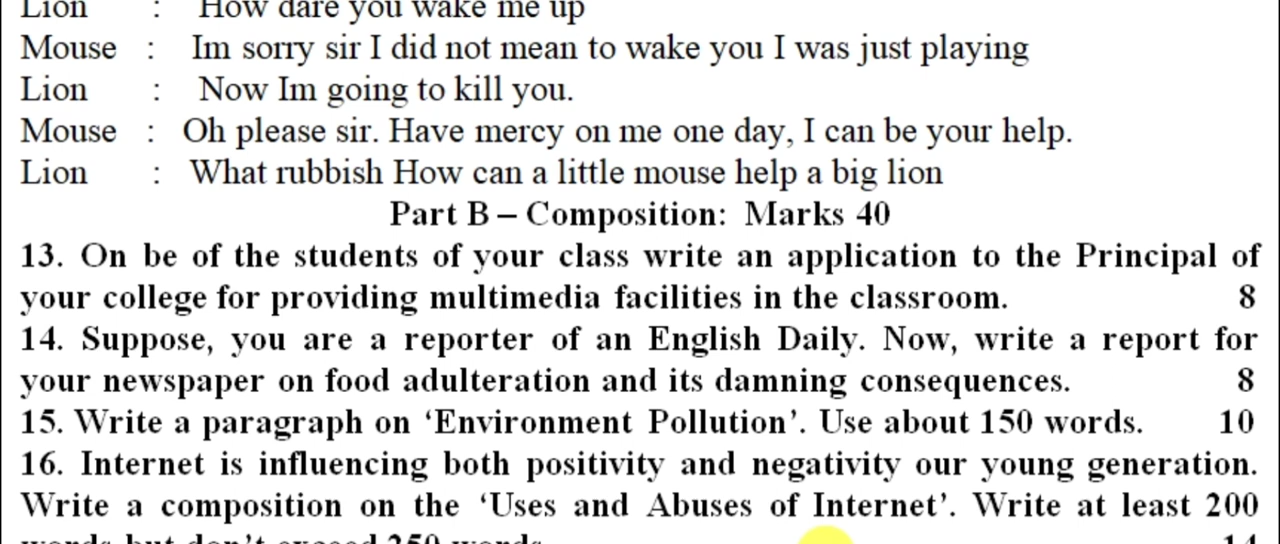 Lion : How dare you wake me up
Mouse : Im sorry sir I did not mean to wake you I was just playing
Lion : Now Im going to kill you.
Mouse : Oh please sir. Have mercy on me one day, I can be your help.
Lion : What rubbish How can a little mouse help a big lion
Part B – Composition: Marks 40
13. On be of the students of your class write an application to the Principal of
your college for providing multimedia facilities in the classroom. 8
14. Suppose, you are a reporter of an English Daily. Now, write a report for
your newspaper on food adulteration and its damning consequences. 8
15. Write a paragraph on ‘Environment Pollution’. Use about 150 words. 10
16. Internet is influencing both positivity and negativity our young generation.
Write a composition on the ‘Uses and Abuses of Internet’. Write at least 200
words but don’t exceed 250 words. 14